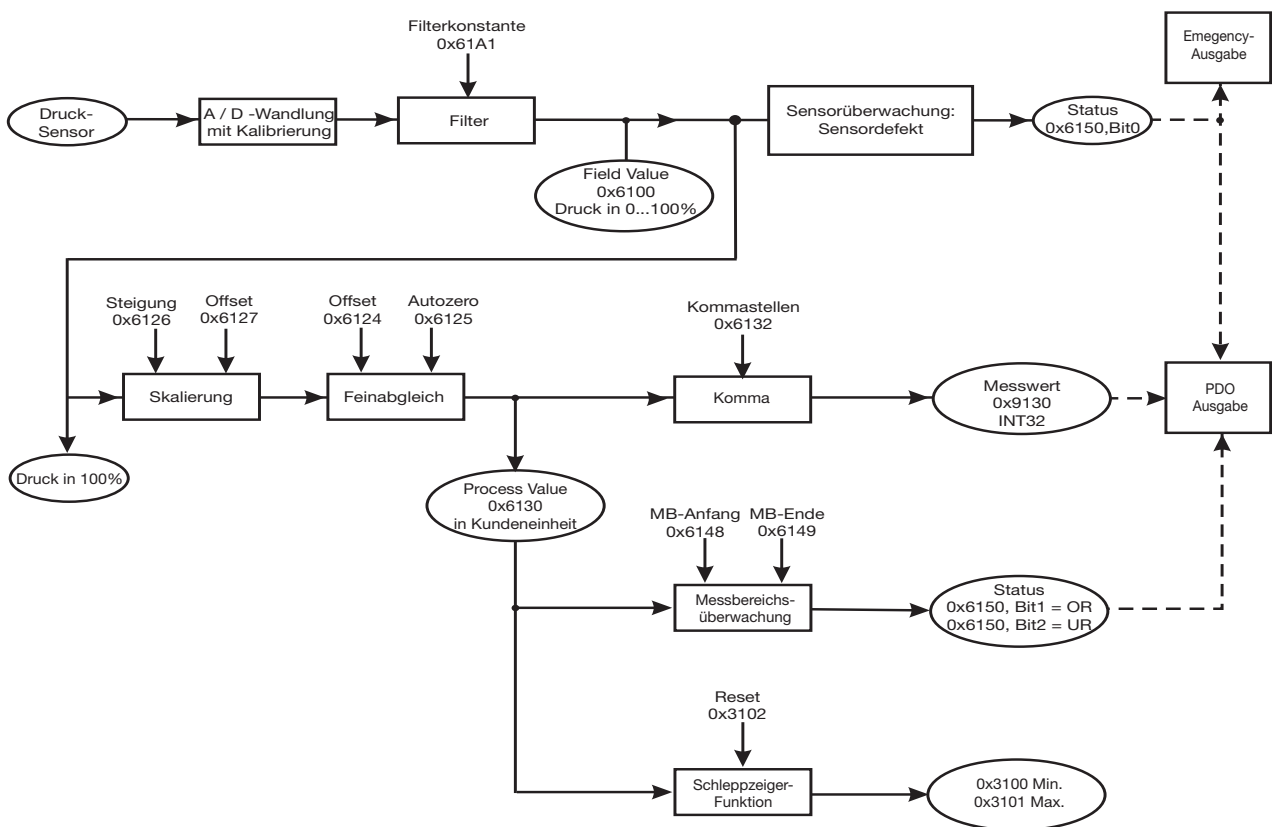 Filterkonstante
0x61A1
Emegency-
Ausgabe
Druck-
Sensor
A / D -Wandlung
mit Kalibrierung
Filter
Sensorüberwachung:
Sensordefekt
Status
0x6150,Bit0
Field Value
0x6100
Druck in 0...100%
Steigung
0x6126
Offset
0x6127
Offset
0x6124
Autozero
0x6125
Kommastellen
0x6132
Skalierung
Feinabgleich
Komma
Messwert
0x9130
INT32
PDO
Ausgabe
Druck in 100%
Process Value
0x6130
in Kundeneinheit
MB-Anfang
0x6148
MB-Ende
0x6149
Messbereichs-
überwachung
Status
0x6150, Bit1 = OR
0x6150, Bit2 = UR
Reset
0x3102
Schleppzeiger-
Funktion
0x3100 Min.
0x3101 Max.